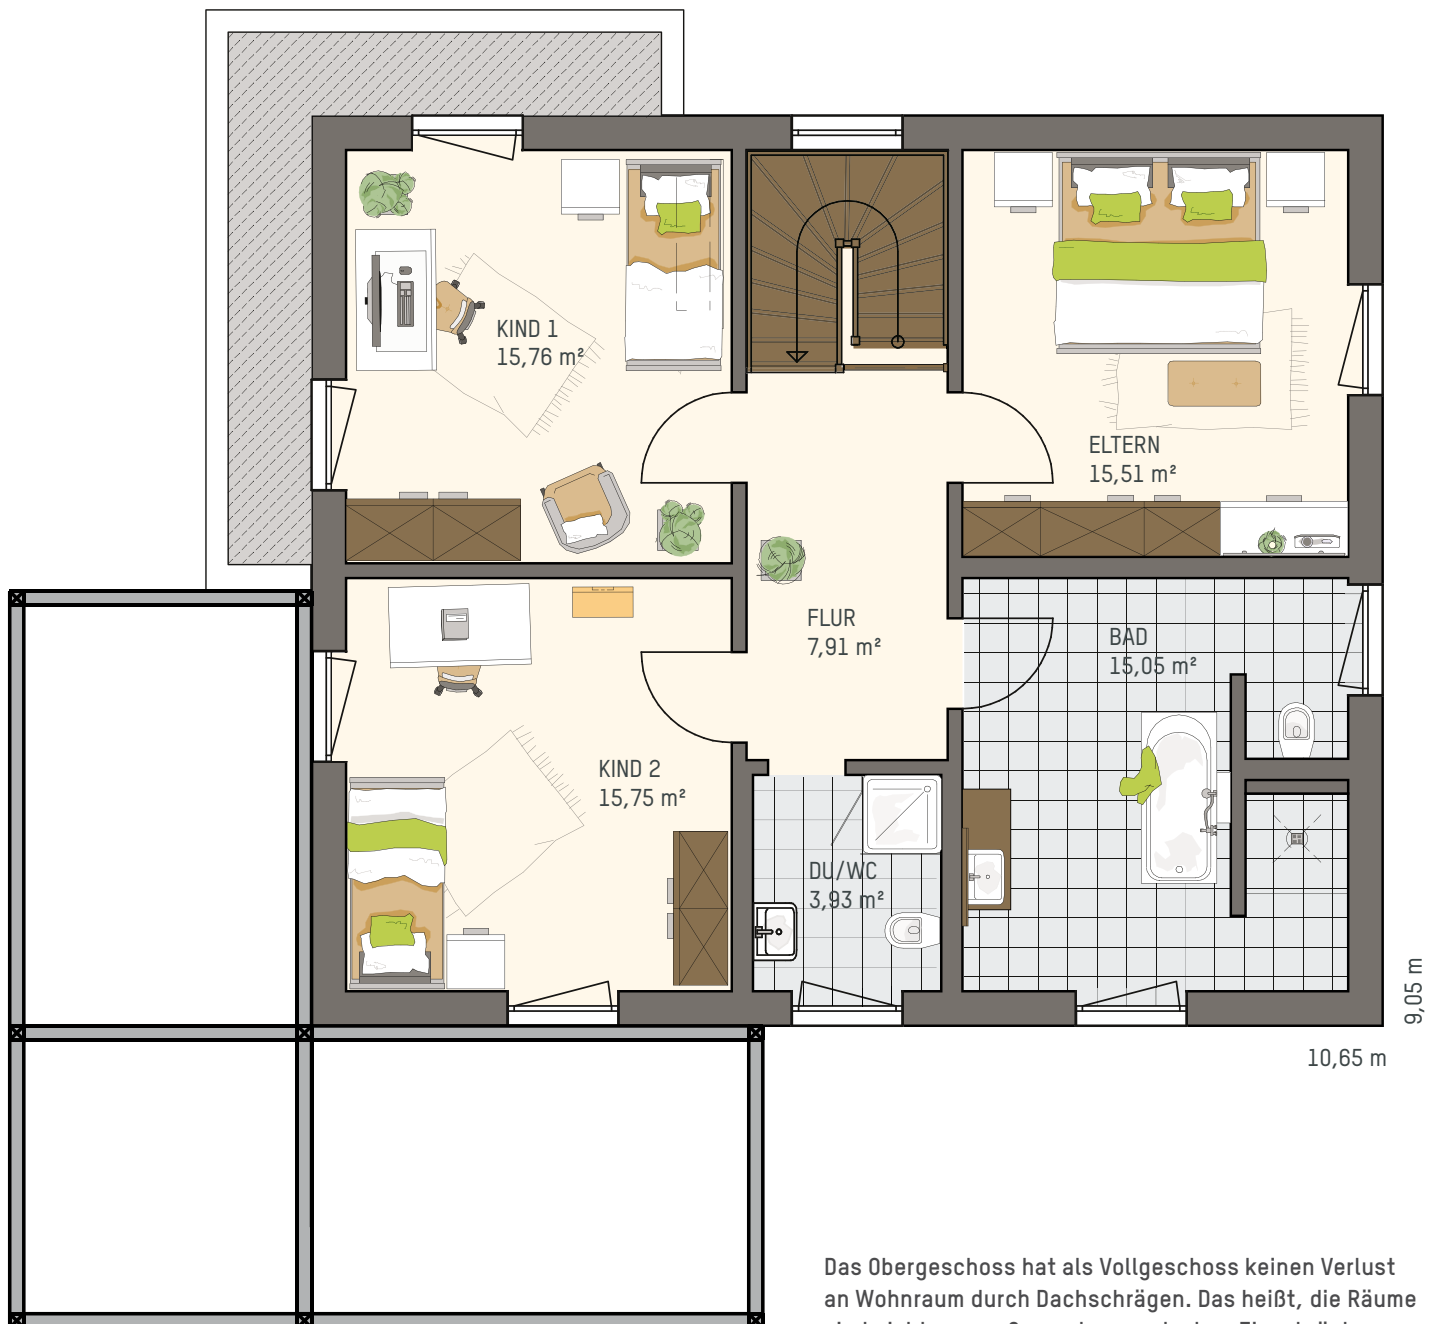 KIND 1
15,76 m²
ELTERN
15,51 m²
FLUR
7,91 m²
BAD
15,05 m²
KIND 2
15,75 m²
DU/WC
3,93 m²
9,05 m
10,65 m
Das Obergeschoss hat als Vollgeschoss keinen Verlust
an Wohnraum durch Dachschrägen. Das heißt, die Räume